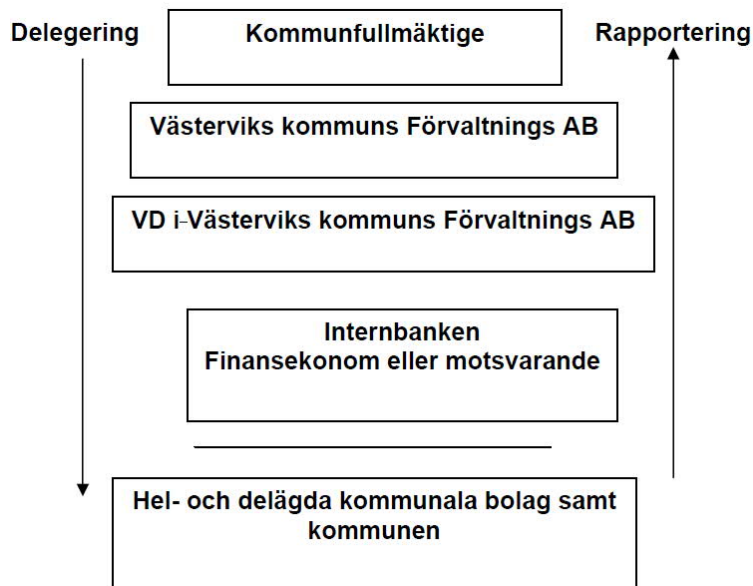 Delegering
Kommunfullmäktige
Rapportering
Västerviks kommuns Förvaltnings AB
VD i Västerviks kommuns Förvaltnings AB
Internbanken
Finansekonom eller motsvarande
Hel- och delägda kommunala bolag samt
kommunen